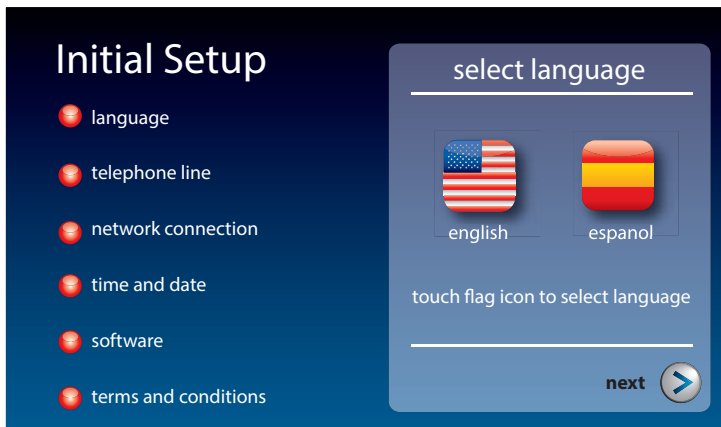 Initial Setup
language
telephone line
network connection
time and date
software
terms and conditions
select language
english
espanol
touch flag icon to select language
next